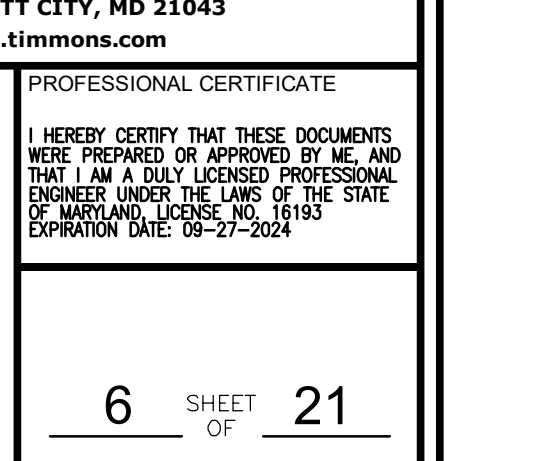 TT CITY, MD 21043
.timmons.com
PROFESSIONAL CERTIFICATE
I HEREBY CERTIFY THAT THESE DOCUMENTS
WERE PREPARED OR APPROVED BY ME, AND
THAT I AM A DULY LICENSED PROFESSIONAL
ENGINEER UNDER THE LAWS OF THE STATE
OF MARYLAND, LICENSE NO. 16193
EXPIRATION DATE: 09-27-2024
6 SHEET OF 21